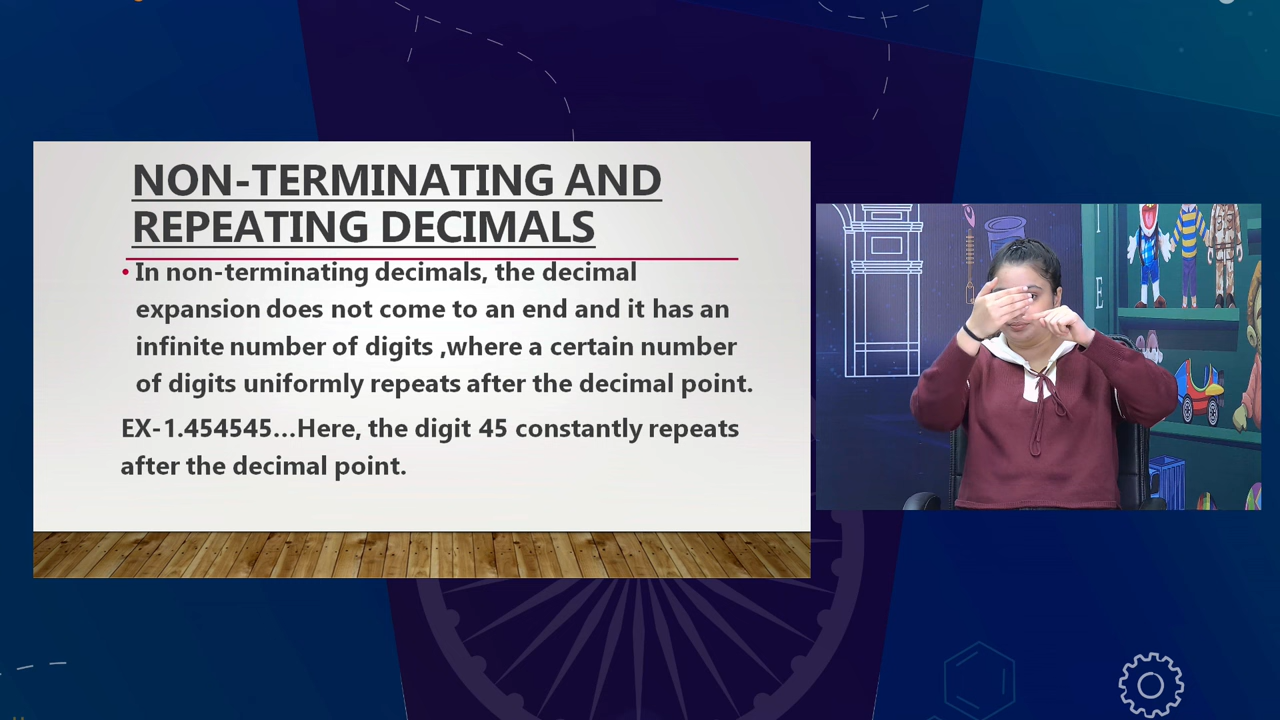 NON-TERMINATING AND
REPEATING DECIMALS
• In non-terminating decimals, the decimal
expansion does not come to an end and it has an
infinite number of digits ,where a certain number
of digits uniformly repeats after the decimal point.
EX-1.454545...Here, the digit 45 constantly repeats
after the decimal point.
I
E